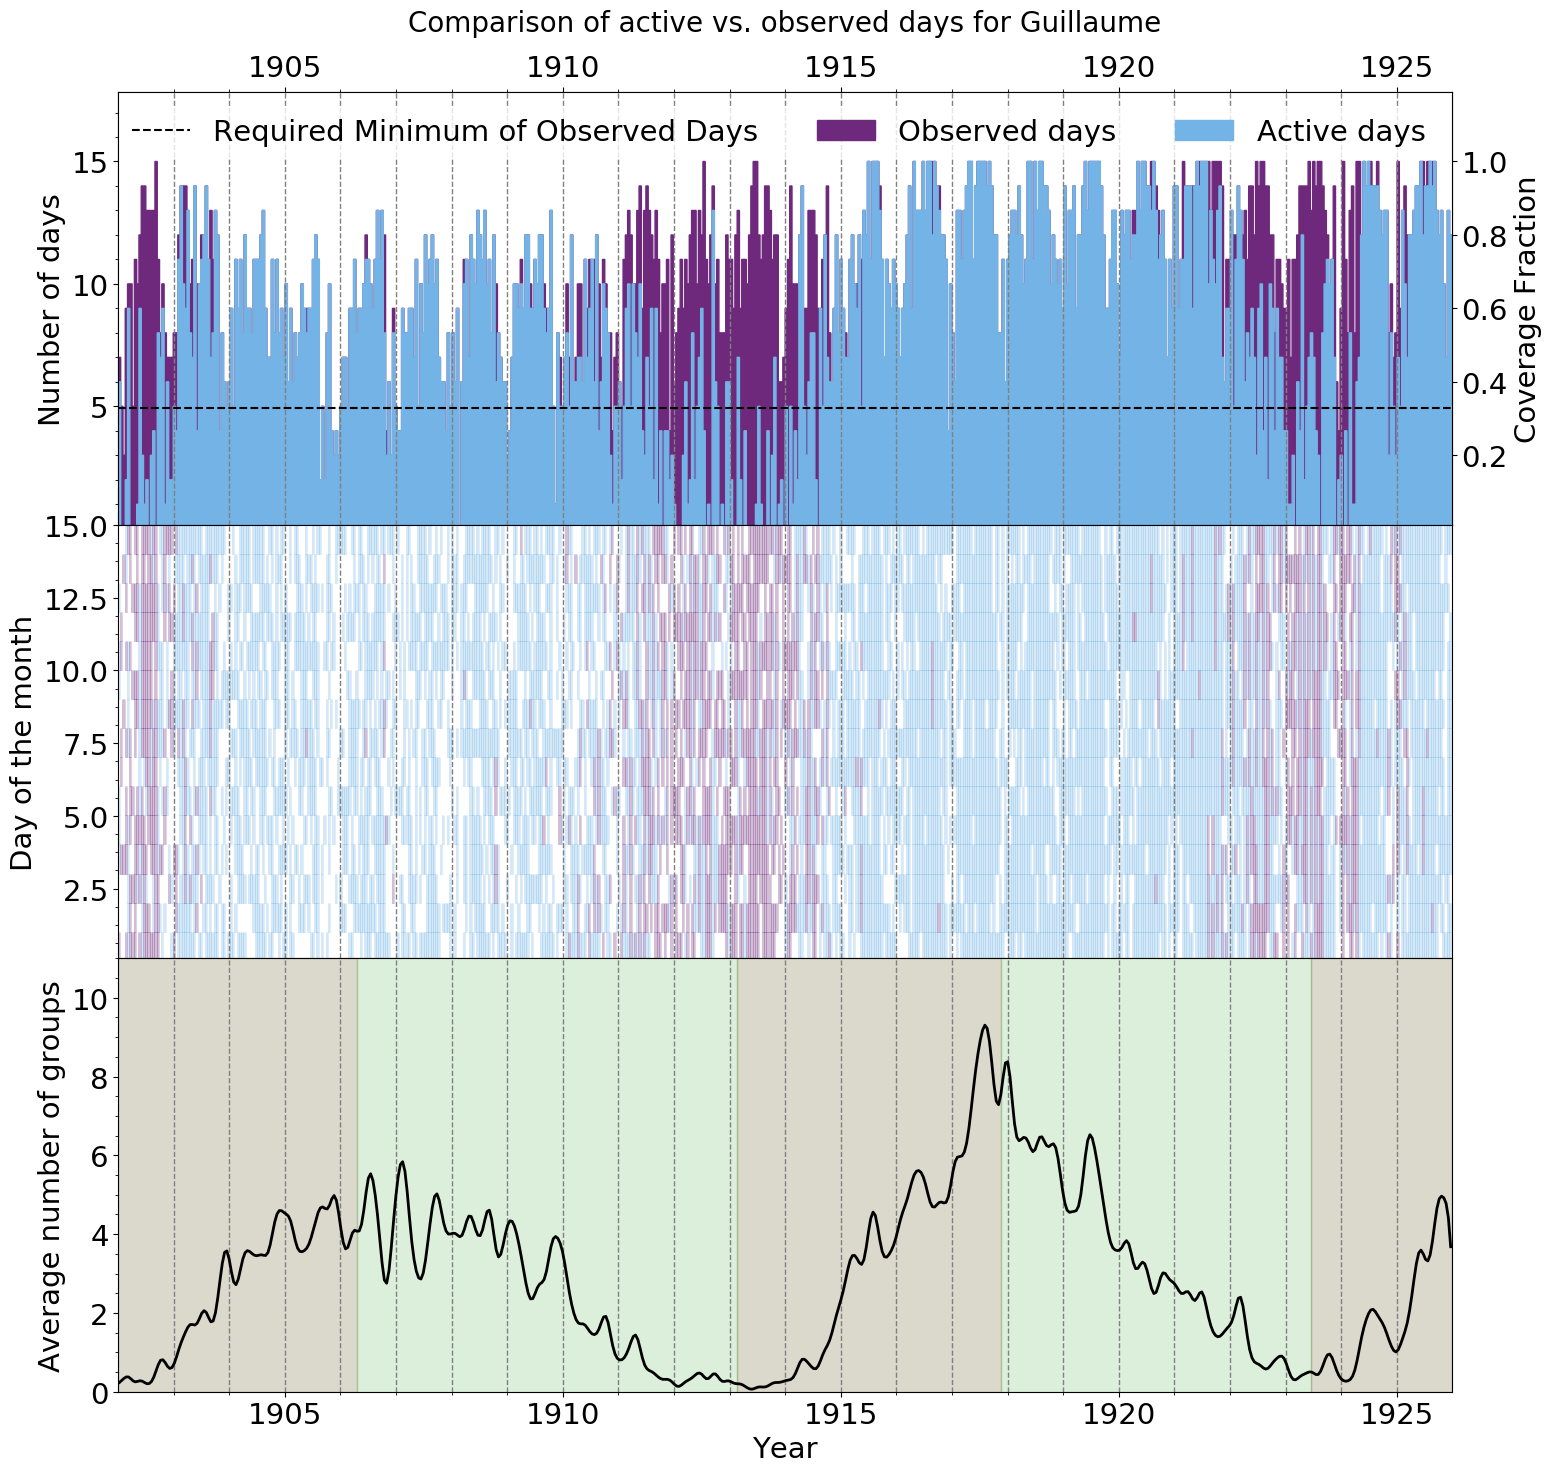 Comparison of active vs. observed days for Guillaume
1905 1910 1915 1920 1925
Required Minimum of Observed Days Observed days Active days
Number of days
15
10
5
Coverage Fraction
1.0
0.8
0.6
0.4
0.2
Day of the month
15.0
12.5
10.0
7.5
5.0
2.5
Average number of groups
10
8
6
4
2
0
1905 1910 1915 1920 1925
Year